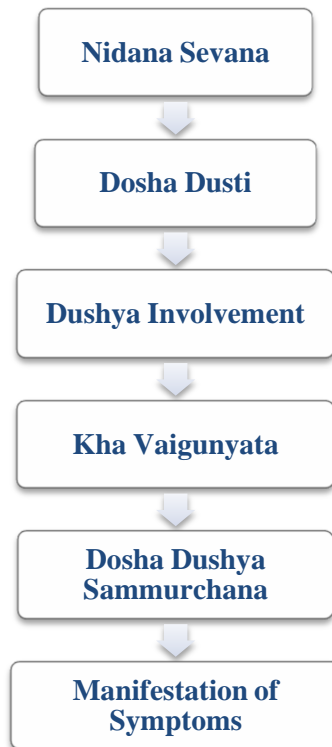 Nidana Sevana
Dosha Dusti
Dushya Involvement
Kha Vaigunyata
Dosha Dushya
Sammurchana
Manifestation of
Symptoms